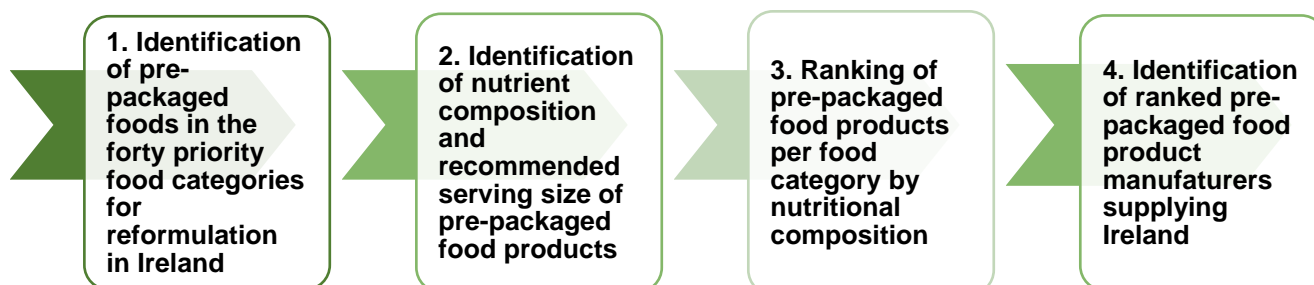 1. Identification
of pre-
packaged
foods in the
forty priority
food categories
for
reformulation
in Ireland
2. Identification
of nutrient
composition
and
recommended
serving size of
pre-packaged
food products
3. Ranking of
pre-packaged
food products
per food
category by
nutritional
composition
4. Identification
of ranked pre-
packaged food
product
manufaturers
supplying
Ireland